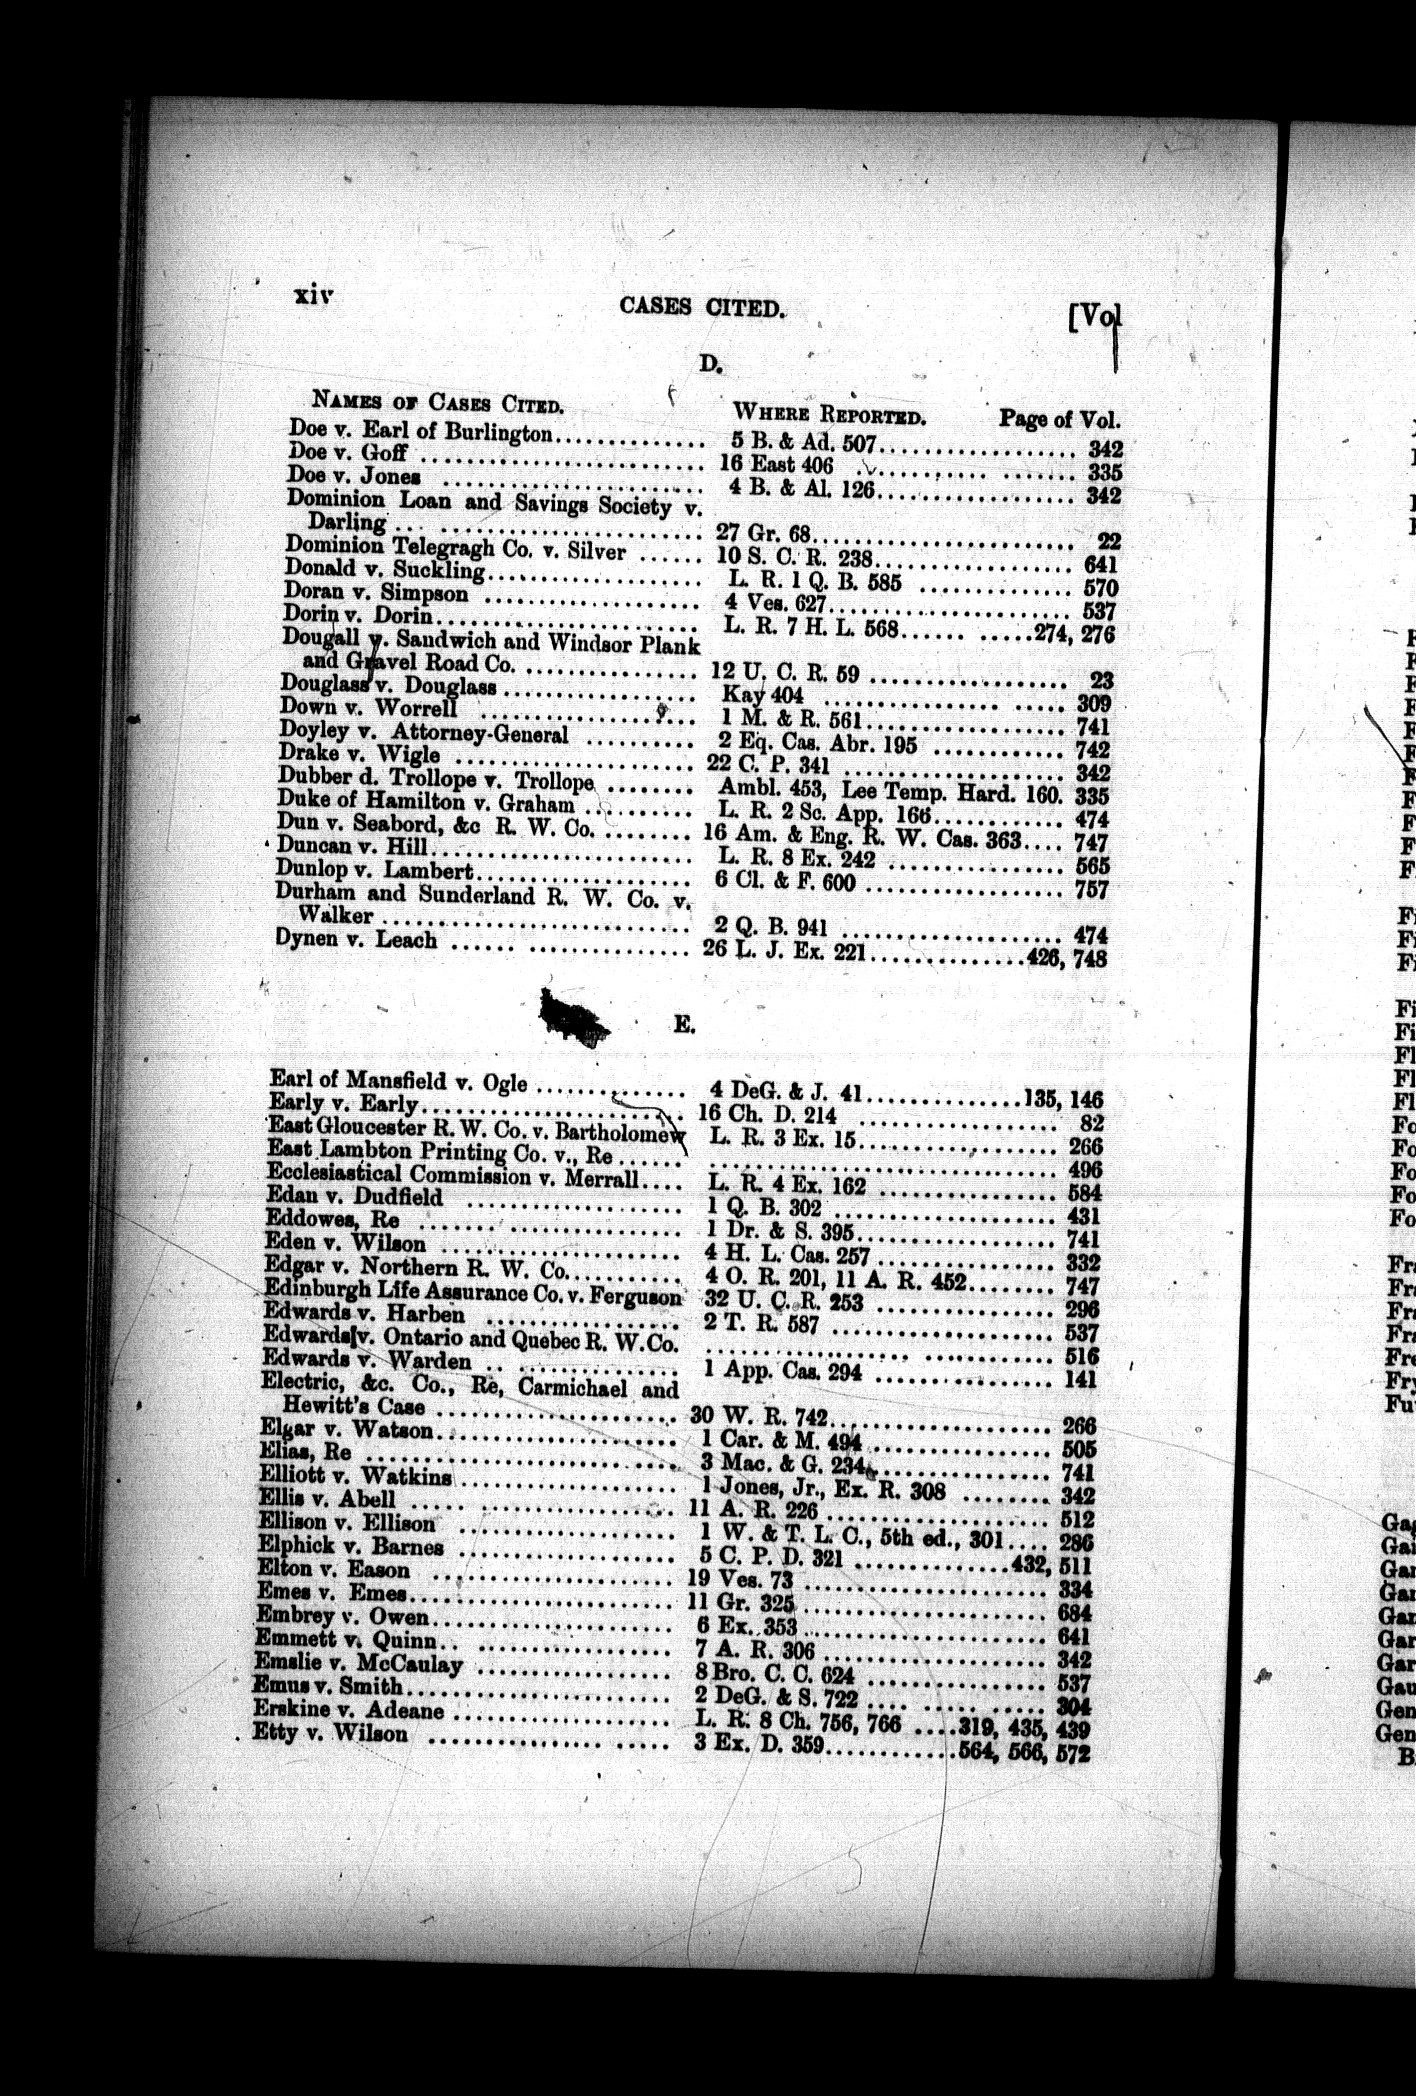 xiv CASES CITED. [Vol
D.
NAMES OF CASES CITED. WHERE REPORTED. Page of Vol.
Doe v. Earl of Burlington.............. 5 B. & Ad. 507................... 342
Doe v. Goff .......................... 16 East 406 ............ ....... 335
Doe v. Jones ........................ 4 B. & Al. 126................... 342
Dominion Loan and Savings Society v.
Darling ... ........................ 27 Gr. 68......................... 22
Dominion Telegragh Co. v. Silver ...... 10 S. C. R. 238................... 641
Donald v. Suckling.................... L. R. 1 Q. B. 585 .............. 570
Doran v. Simpson .................... 4 Ves. 627....................... 537
Dorin v. Dorin........................ L. R. 7 H. L. 568...... .....274, 276
Dougall v. Sandwich and Windsor Plank
and Gravel Road Co. ................ 12 U. C. R. 59 ................... 23
Douglass v. Douglass.................. Kay 404 ................ ..... 309
Down v. Worrell .................... 1 M. & R. 561................... 741
Doyley v. Attorney-General .......... 2 Eq. Cas. Abr. 195 ............ 742
Drake v. Wigle ...................... 22 C. P. 341 ..................... 342
Dubber d. Trollope v. Trollope ........ Ambl. 453, Lee Temp. Hard. 160. 335
Duke of Hamilton v. Graham .......... L. R. 2 Sc. App. 166............ 474
Dun v. Seabord, &c R. W. Co. ........ 16 Am. & Eng. R. W. Cas. 363.... 747
Duncan v. Hill........................ L. R. 8 Ex. 242 ................. 565
Dunlop v. Lambert.................... 6 Cl. & F. 600 ................... 757
Durham and Sunderland R. W. Co. v.
Walker ............................. 2 Q. B. 941 ..................... 474
Dynen v. Leach ...... ............... 26 L. J. Ex. 221..............426, 748
E.
Earl of Mansfield v. Ogle .............. 4 DeG. & J. 41..............135, 146
Early v. Early........................ 16 Ch. D. 214 ................... 82
East Gloucester R. W. Co. v. Bartholomew L. R. 3 Ex. 15................... 266
East Lambton Printing Co. v., Re ...... ................................. 496
Ecclesiastical Commission v. Merrall.... L. R. 4 Ex. 162 ................. 584
Edan v. Dudfield .................... 1 Q. B. 302 ..................... 431
Eddowes, Re ....... ................ 1 Dr. & S. 395................... 741
Eden v. Wilson ...................... 4 H. L. Cas. 257 ................. 332
Edgar v. Northern R. W. Co........... 4 O. R. 201, 11 A. R. 452........ 747
Edinburgh Life Assurance Co. v. Ferguson 32 U. C. R. 253 ................. 296
Edwards v. Harben .................. 2 T. R. 587 ..................... 537
Edwards v. Ontario and Quebec R. W. Co. ................... ............ 516
Edwards v. Warden .. ............... 1 App. Cas. 294 ................. 141
Electric, &c. Co., Re, Carmichael and
Hewitt's Case ...................... 30 W. R. 742..................... 266
Elgar v. Watson....................... 1 Car. & M. 494 ................. 505
Elias, Re ............................ 3 Mac. & G. 234.................. 741
Elliott v. Watkins .................... 1 Jones, Jr., Ex. R. 308 ........ 342
Ellis v. Abell ..... .................. 11 A. R. 226 ..................... 512
Ellison v. Ellison .................... 1 W. & T. L. C., 5th ed., 301.... 286
Elphick v. Barnes .................... 5 C. P. D. 321 ..............432, 511
Elton v. Eason ...................... 19 Ves. 73 ....................... 334
Emes v. Emes......................... 11 Gr. 325 ....................... 684
Embrey v. Owen....................... 6 Ex. 353 ....................... 641
Emmett v. Quinn.. .................. 7 A. R. 306 ..................... 342
Emslie v. McCaulay .................. 8 Bro. C. C. 624 ................. 537
Emus v. Smith........................ 2 DeG. & S. 722 .... ............ 304
Erskine v. Adeane .................... L. R. 8 Ch. 756, 766 ....319, 435, 439
Etty v. Wilson ................ ..... 3 Ex. D. 359............564, 566, 572